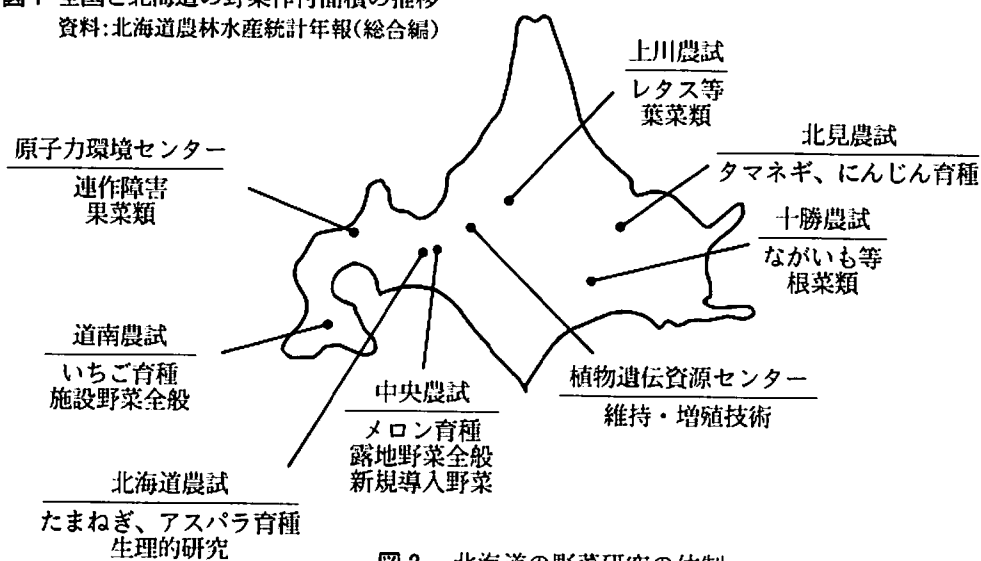 資料:北海道農林水産統計年報(総合編)
上川農試
レタス等
葉菜類
原子力環境センター
連作障害
果菜類
北見農試
タマネギ、にんじん育種
十勝農試
ながいも等
根菜類
道南農試
いちご育種
施設野菜全般
中央農試
メロン育種
露地野菜全般
新規導入野菜
植物遺伝資源センター
維持・増殖技術
北海道農試
たまねぎ、アスパラ育種
生理的研究